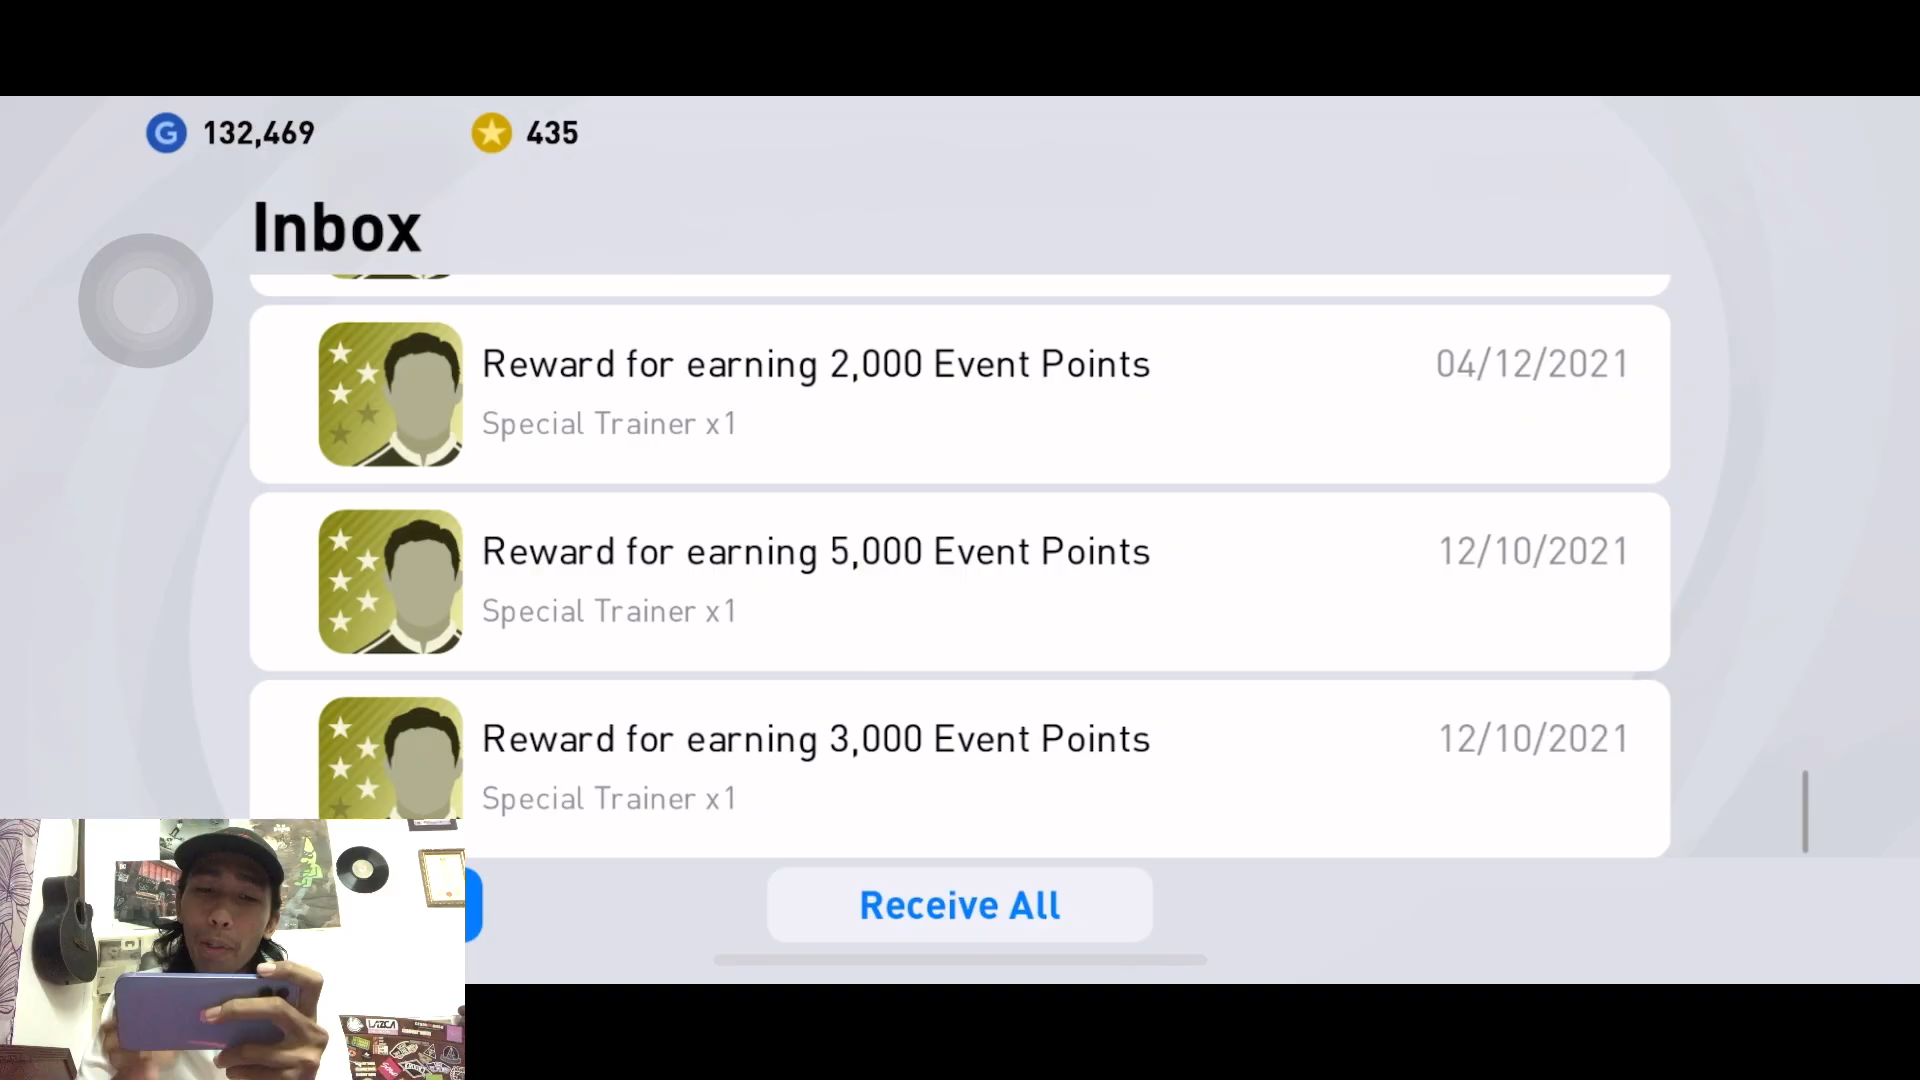 G 132,469 435
Inbox
Reward for earning 2,000 Event Points 04/12/2021
Special Trainer x1
Reward for earning 5,000 Event Points 12/10/2021
Special Trainer x1
Reward for earning 3,000 Event Points 12/10/2021
Special Trainer x1
Receive All
LAIZCA